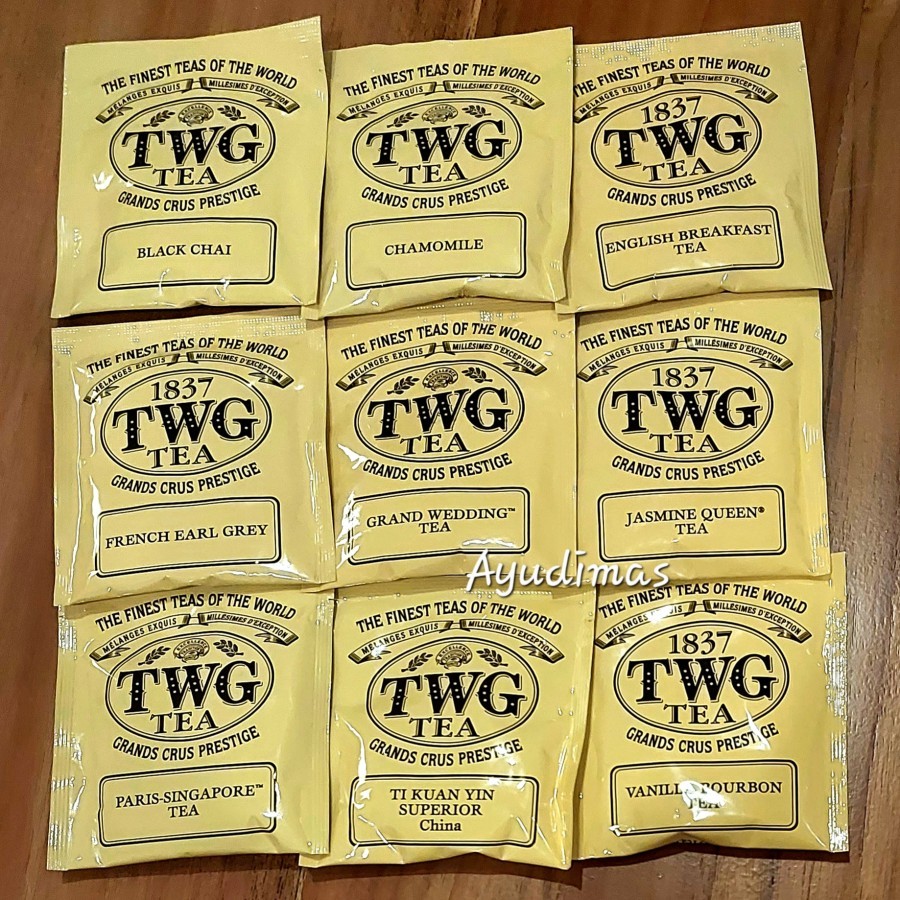 THE FINEST TEAS OF THE WORLD
MÉLANGES EXQUIS MILLÉSIMES D'EXCEPTION
TWG
TEA
GRANDS CRUS PRESTIGE
BLACK CHAI
THE FINEST TEAS OF THE WORLD
MÉLANGES EXQUIS MILLÉSIMES D'EXCEPTION
TWG
TEA
GRANDS CRUS PRESTIGE
CHAMOMILE
THE FINEST TEAS OF THE WORLD
MÉLANGES EXQUIS MILLÉSIMES D'EXCEPTION
1837
TWG
TEA
GRANDS CRUS PRESTIGE
ENGLISH BREAKFAST
TEA
THE FINEST TEAS OF THE WORLD
MÉLANGES EXQUIS MILLÉSIMES D'EXCEPTION
1837
TWG
TEA
GRANDS CRUS PRESTIGE
FRENCH EARL GREY
THE FINEST TEAS OF THE WORLD
MÉLANGES EXQUIS MILLÉSIMES D'EXCEPTION
TWG
TEA
GRANDS CRUS PRESTIGE
GRAND WEDDING™
TEA
THE FINEST TEAS OF THE WORLD
MÉLANGES EXQUIS MILLÉSIMES D'EXCEPTION
1837
TWG
TEA
GRANDS CRUS PRESTIGE
JASMINE QUEEN®
TEA
Ayudimas
THE FINEST TEAS OF THE WORLD
MÉLANGES EXQUIS MILLÉSIMES D'EXCEPTION
TWG
TEA
GRANDS CRUS PRESTIGE
PARIS-SINGAPORE™
TEA
THE FINEST TEAS OF THE WORLD
MÉLANGES EXQUIS MILLÉSIMES D'EXCEPTION
TWG
TEA
GRANDS CRUS PRESTIGE
TI KUAN YIN
SUPERIOR
China
THE FINEST TEAS OF THE WORLD
MÉLANGES EXQUIS MILLÉSIMES D'EXCEPTION
1837
TWG
TEA
GRANDS CRUS PRESTIGE
VANILLA BOURBON
TEA